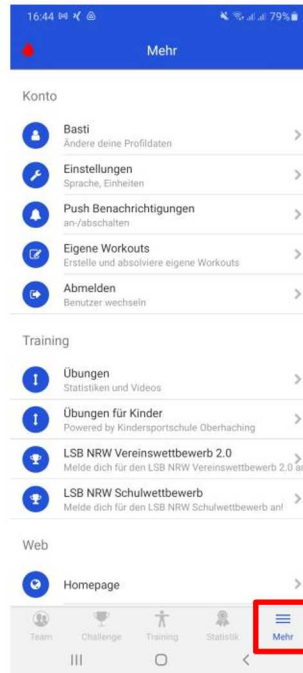 16:44
79%
Mehr
Konto
Basti
Ändere deine Profildaten
Einstellungen
Sprache, Einheiten
Push Benachrichtigungen
an-/abschalten
Eigene Workouts
Erstelle und absolviere eigene Workouts
Abmelden
Benutzer wechseln
Training
Übungen
Statistiken und Videos
Übungen für Kinder
Powered by Kindersportschule Oberhaching
LSB NRW Vereinswettbewerb 2.0
Melde dich für den LSB NRW Vereinswettbewerb 2.0 an
LSB NRW Schulwettbewerb
Melde dich für den LSB NRW Schulwettbewerb an!
Web
Homepage
Team Challenge Training Statistik Mehr